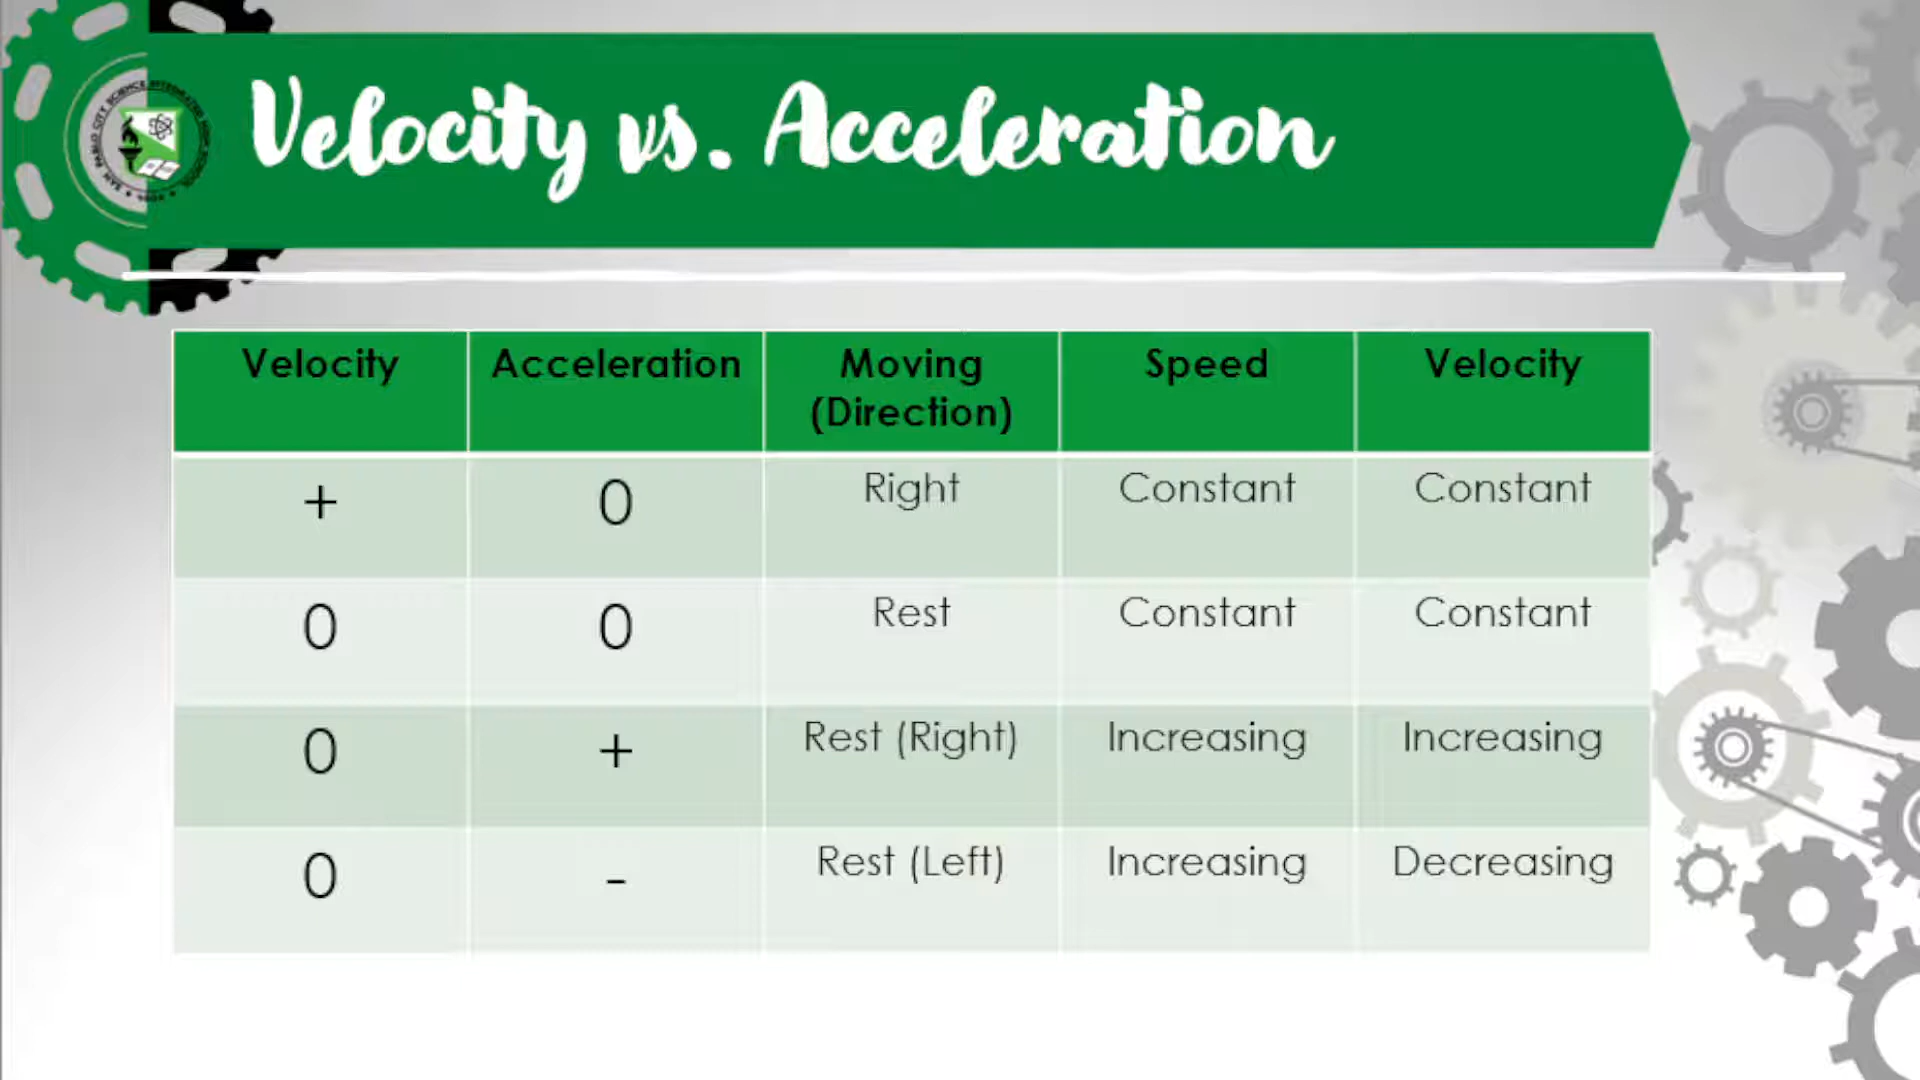 Velocity vs. Acceleration
Velocity Acceleration Moving (Direction) Speed Velocity
+ 0 Right Constant Constant
0 0 Rest Constant Constant
0 + Rest (Right) Increasing Increasing
0 - Rest (Left) Increasing Decreasing